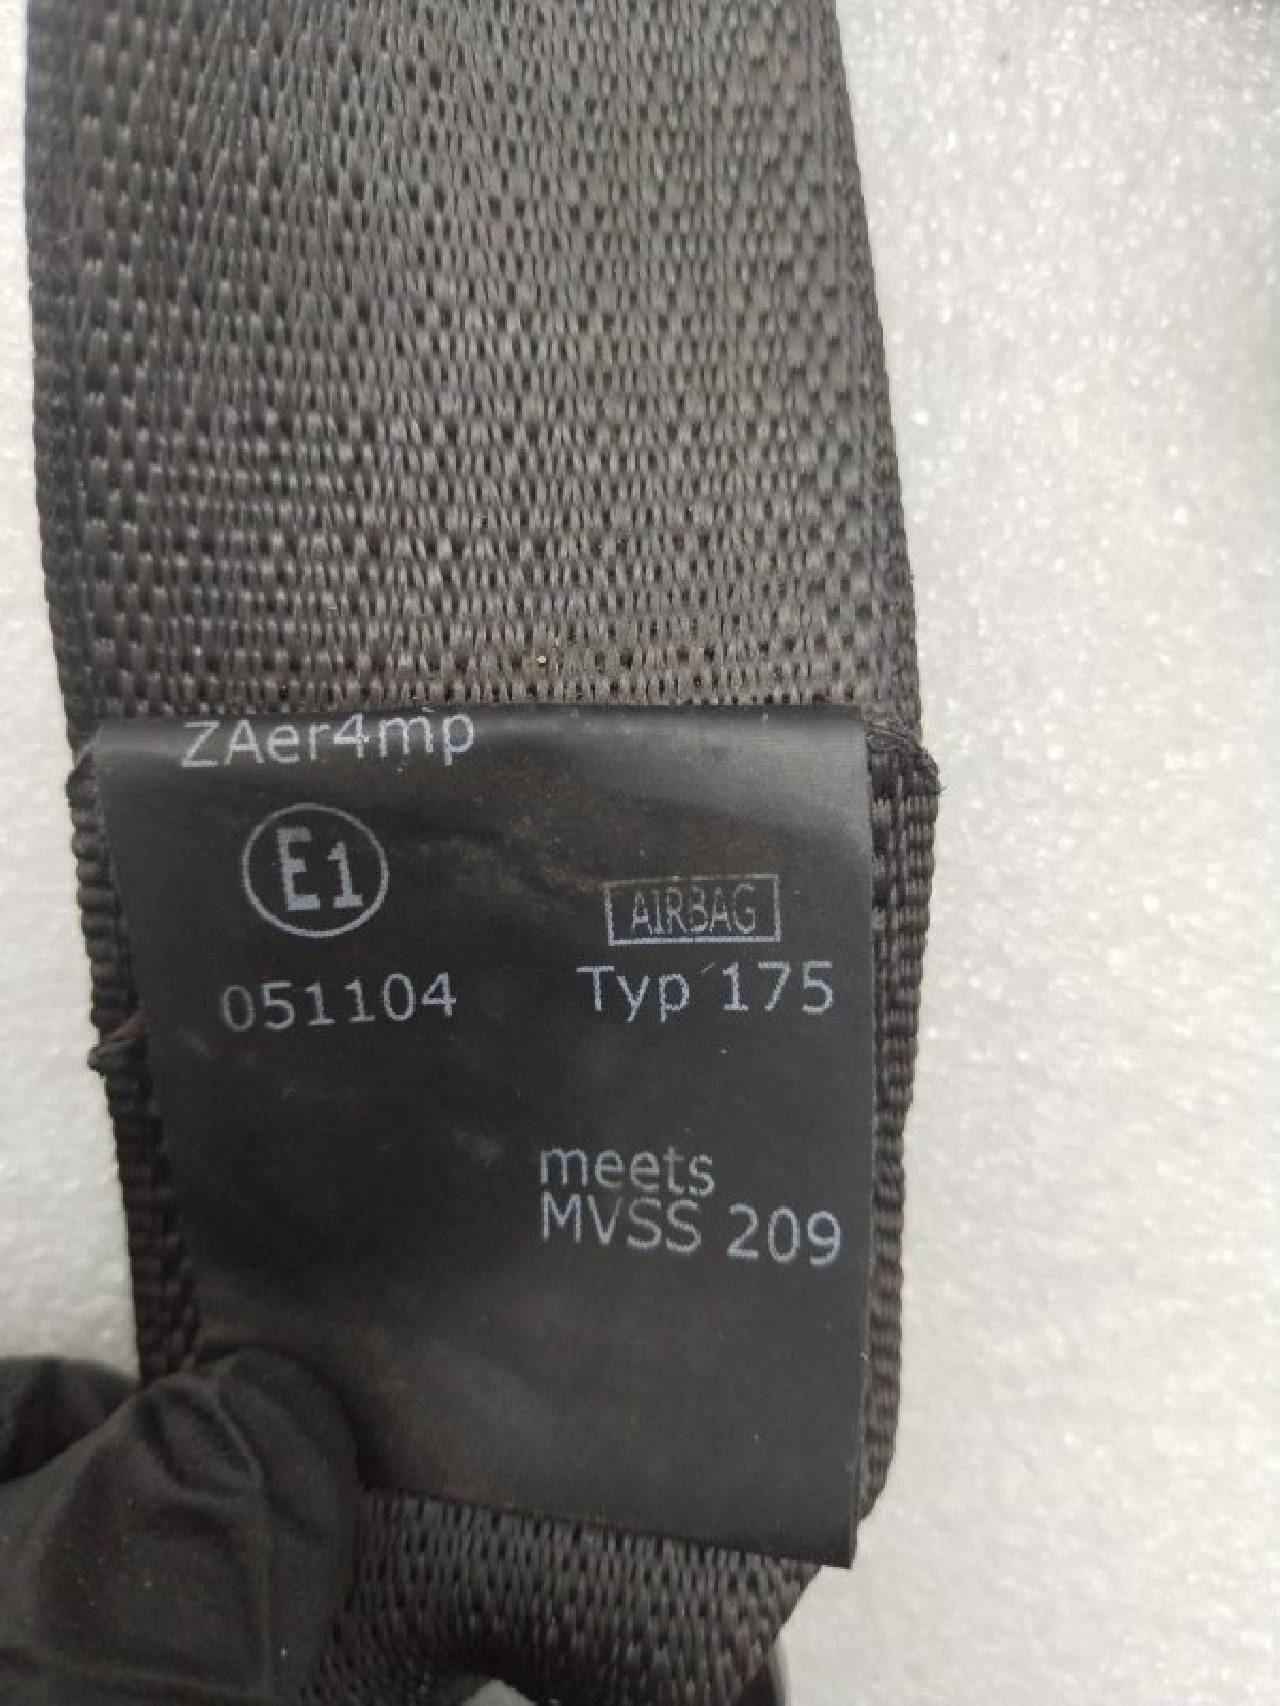 ZAer4mp
E1
AIRBAG
051104 Typ 175
meets
MVSS 209